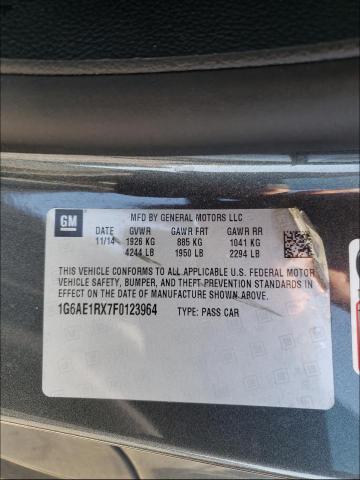 GM
MFD BY GENERAL MOTORS LLC
DATE GVWR GAWR FRT GAWR RR
11/14 1926 KG 885 KG 1041 KG
4244 LB 1950 LB 2294 LB
THIS VEHICLE CONFORMS TO ALL APPLICABLE U.S. FEDERAL MOTOR
VEHICLE SAFETY, BUMPER, AND THEFT PREVENTION STANDARDS IN
EFFECT ON THE DATE OF MANUFACTURE SHOWN ABOVE.
1G6AE1RX7F0123964 TYPE: PASS CAR